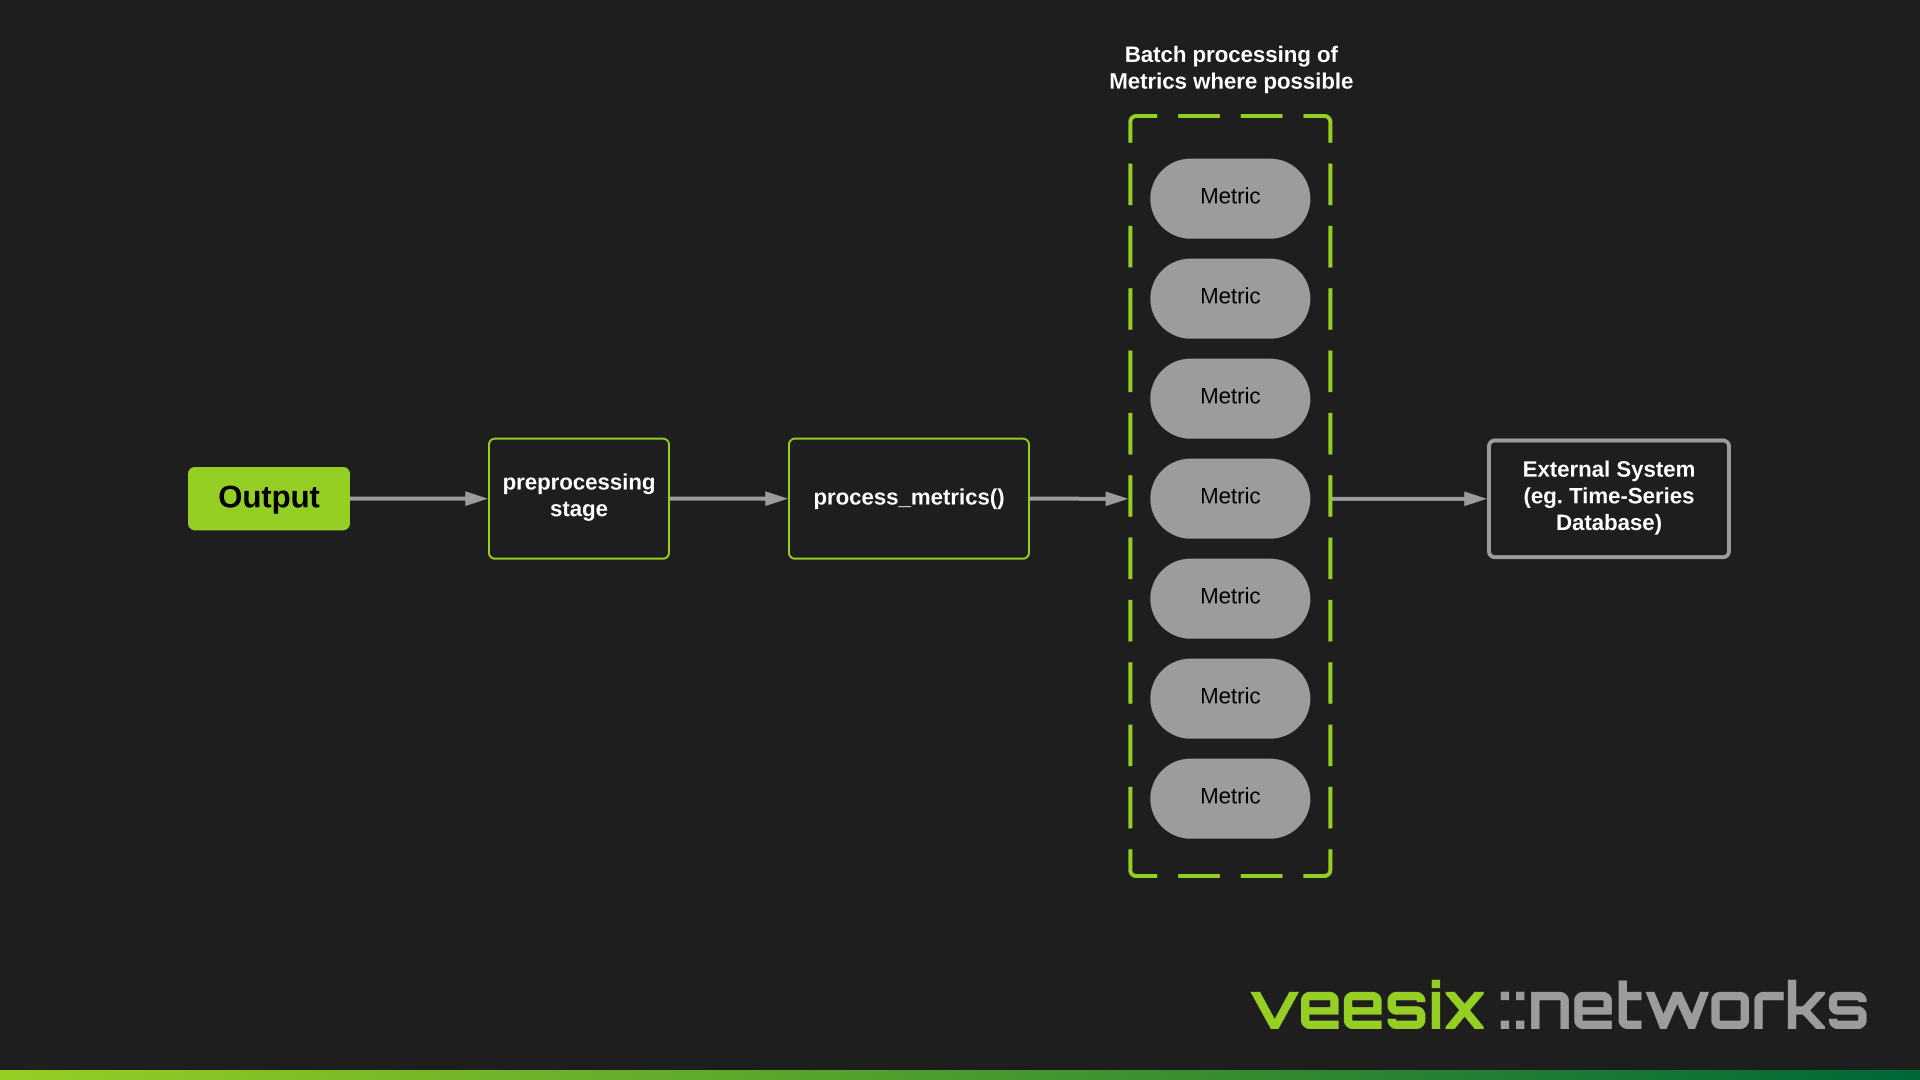 Batch processing of
Metrics where possible
Metric
Metric
Metric
Output
preprocessing
stage
process_metrics()
Metric
External System
(eg. Time-Series
Database)
Metric
Metric
Metric
veesix ::networks